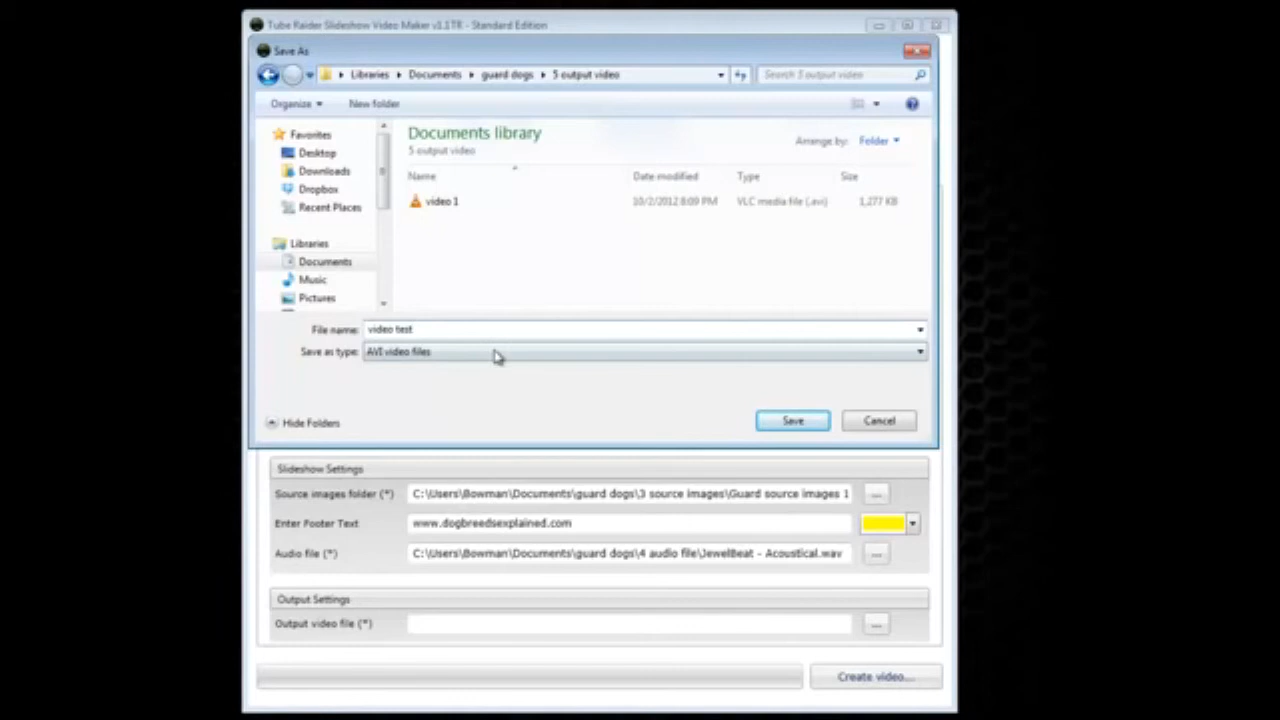 Tube Raider Slideshow Video Maker v1.1TR - Standard Edition
Save As
Libraries Documents guard dogs 5 output video Search 5 output video
Organize New folder
Favorites
Desktop
Downloads
Dropbox
Recent Places
Libraries
Documents
Music
Pictures
Documents library
5 output video
Arrange by: Folder
Name Date modified Type Size
video 1 10/2/2012 8:09 PM VLC media file (.avi) 1,277 KB
File name: video test
Save as type: AVI video files
Hide Folders Save Cancel
Slideshow Settings
Source images folder (*) C:\Users\Bowman\Documents\guard dogs\3 source images\Guard source images 1 ...
Enter Footer Text www.dogbreedsexplained.com
Audio file (*) C:\Users\Bowman\Documents\guard dogs\4 audio file\JewelBeat - Acoustical.wav ...
Output Settings
Output video file (*) ...
Create video...